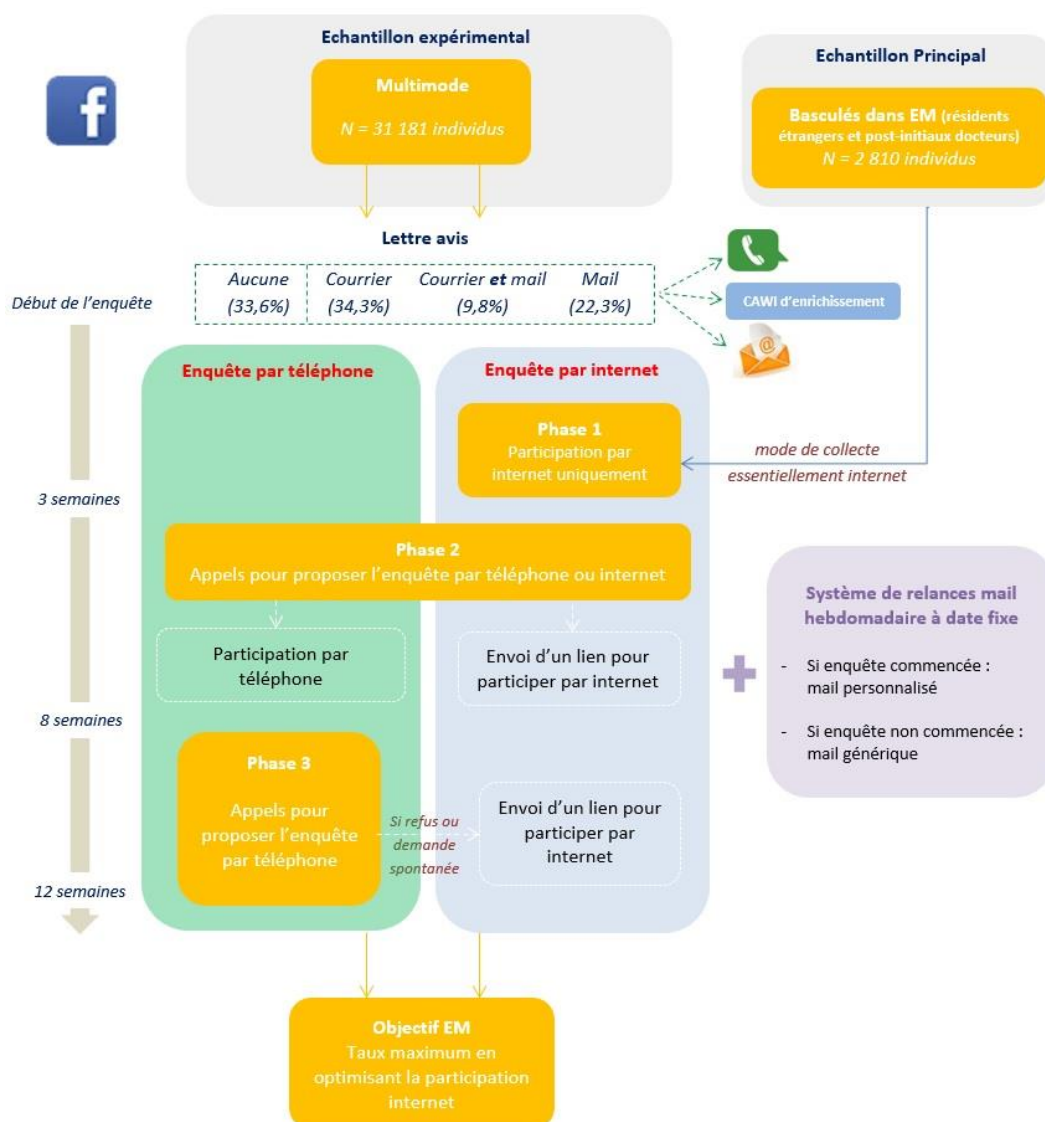 Echantillon expérimental
Multimode
N = 31 181 individus
Echantillon Principal
Basculés dans EM (résidents
étrangers et post-initiaux docteurs)
N = 2 810 individus
f
Lettre avis
Aucune
(33,6%)
Courrier
(34,3%)
Courrier et mail
(9,8%)
Mail
(22,3%)
CAWI d'enrichissement
@
Début de l'enquête
Enquête par téléphone
Enquête par internet
Phase 1
Participation par
internet uniquement
mode de collecte
essentiellement internet
3 semaines
Phase 2
Appels pour proposer l'enquête par téléphone ou internet
Participation par
téléphone
Envoi d'un lien pour
participer par internet
Système de relances mail
hebdomadaire à date fixe
- Si enquête commencée :
mail personnalisé
- Si enquête non commencée :
mail générique
8 semaines
Phase 3
Appels pour
proposer l'enquête
par téléphone
Si refus ou
demande
spontanée
Envoi d'un lien pour
participer par
internet
12 semaines
Objectif EM
Taux maximum en
optimisant la participation
internet